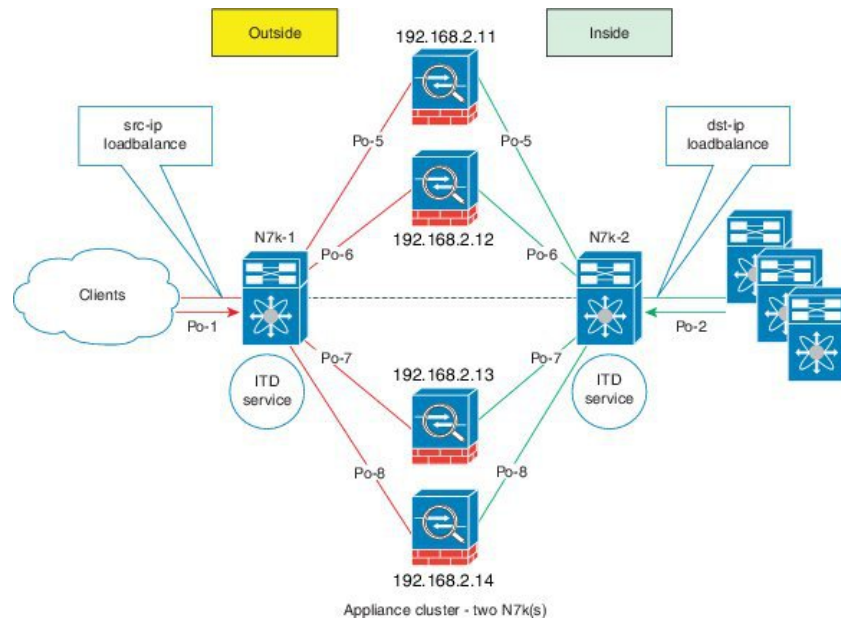 Outside
192.168.2.11
Inside
src-ip
loadbalance
Po-5
Po-5
dst-ip
loadbalance
N7k-1
192.168.2.12
N7k-2
Po-6
Po-6
Clients
Po-1
Po-2
ITD
service
Po-7
192.168.2.13
Po-7
ITD
service
Po-8
Po-8
192.168.2.14
Appliance cluster - two N7k(s)